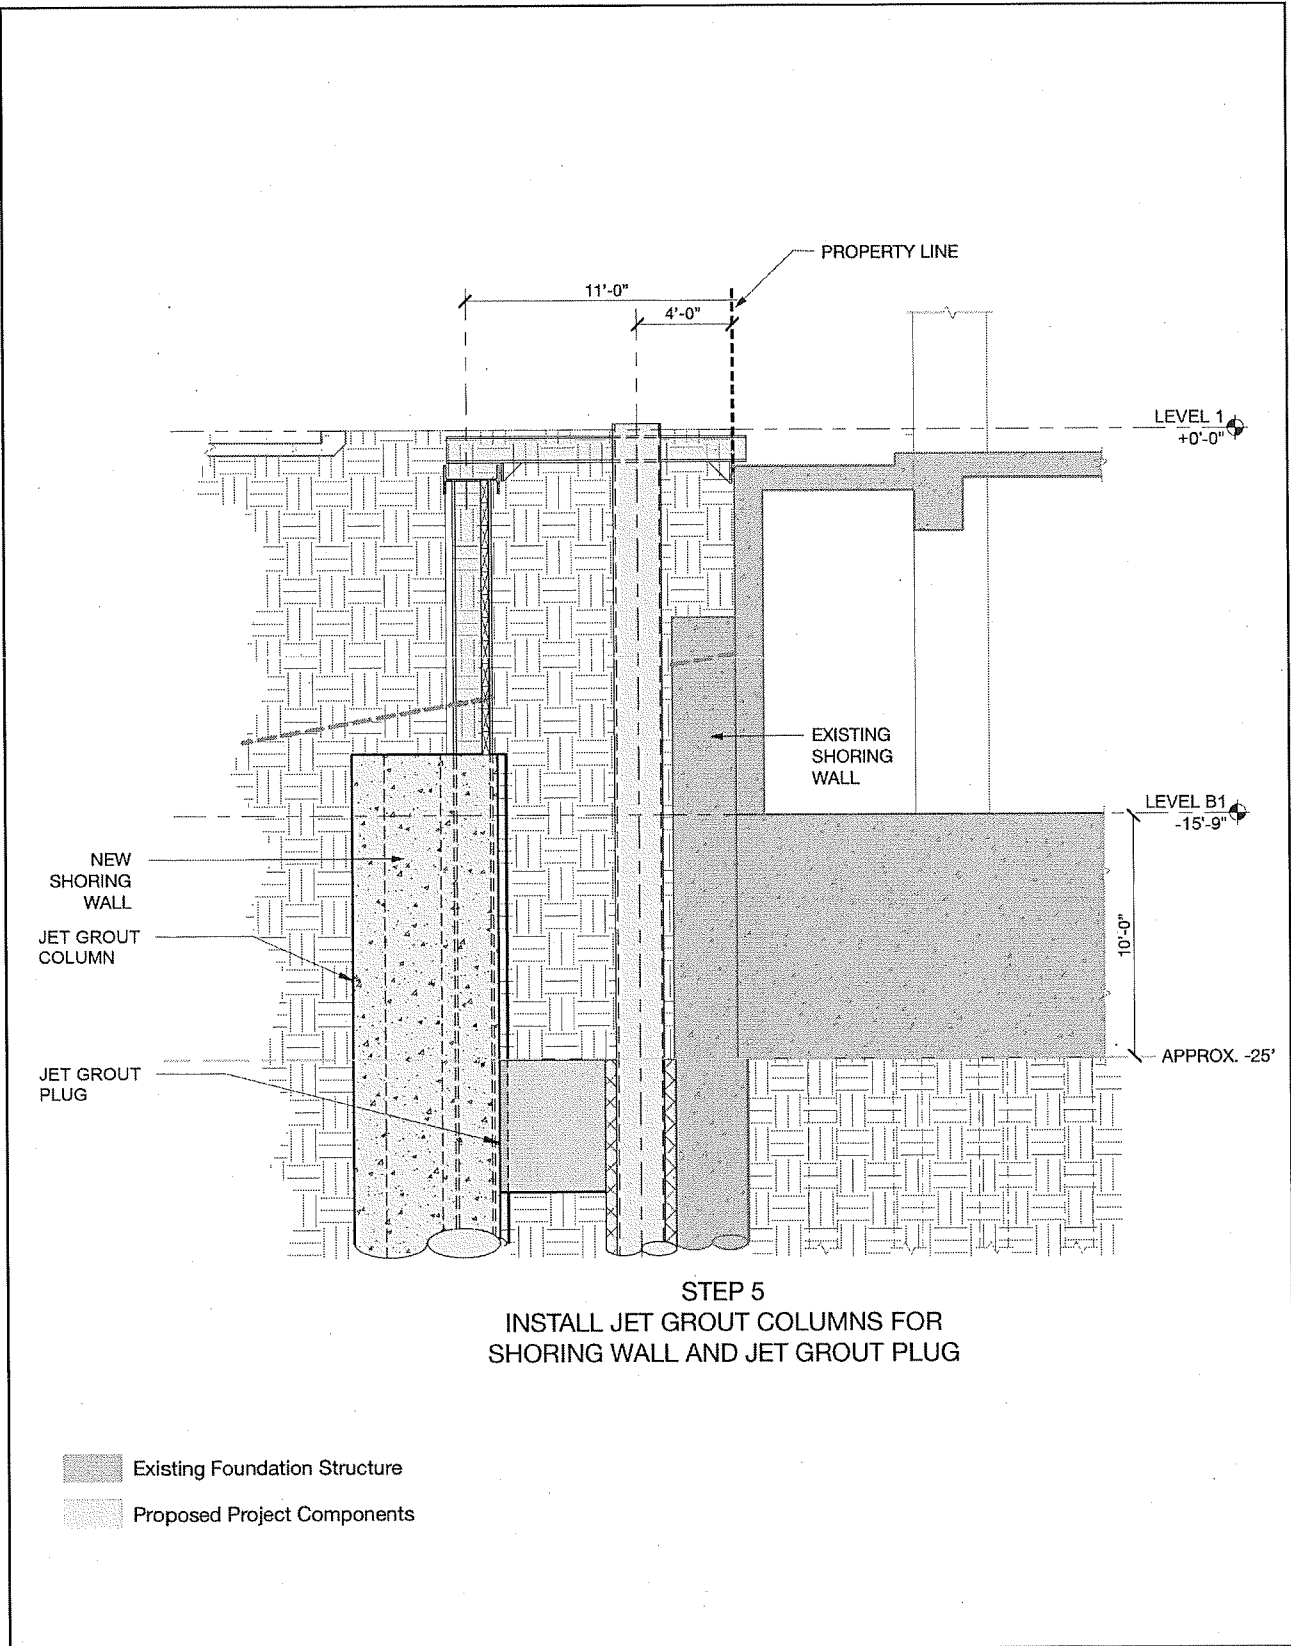 PROPERTY LINE
11'-0"
4'-0"
LEVEL 1
+0'-0"
EXISTING
SHORING
WALL
LEVEL B1
-15'-9"
NEW
SHORING
WALL
JET GROUT
COLUMN
10'-0"
APPROX. -25'
JET GROUT
PLUG
STEP 5
INSTALL JET GROUT COLUMNS FOR
SHORING WALL AND JET GROUT PLUG
Existing Foundation Structure
Proposed Project Components